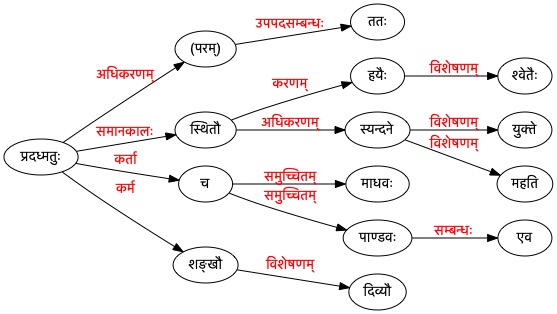 उपपदसम्बन्धः
ततः
(परम्)
अधिकरणम्
हयैः
विशेषणम्
श्वेतैः
करणम्
समानकालः
स्थितौ
अधिकरणम्
स्यन्दने
विशेषणम्
युक्ते
प्रदध्मतुः
विशेषणम्
कर्ता
च
समुच्चितम्
माधवः
महति
कर्म
समुच्चितम्
पाण्डवः
सम्बन्धः
एव
शङ्खौ
विशेषणम्
दिव्यौ